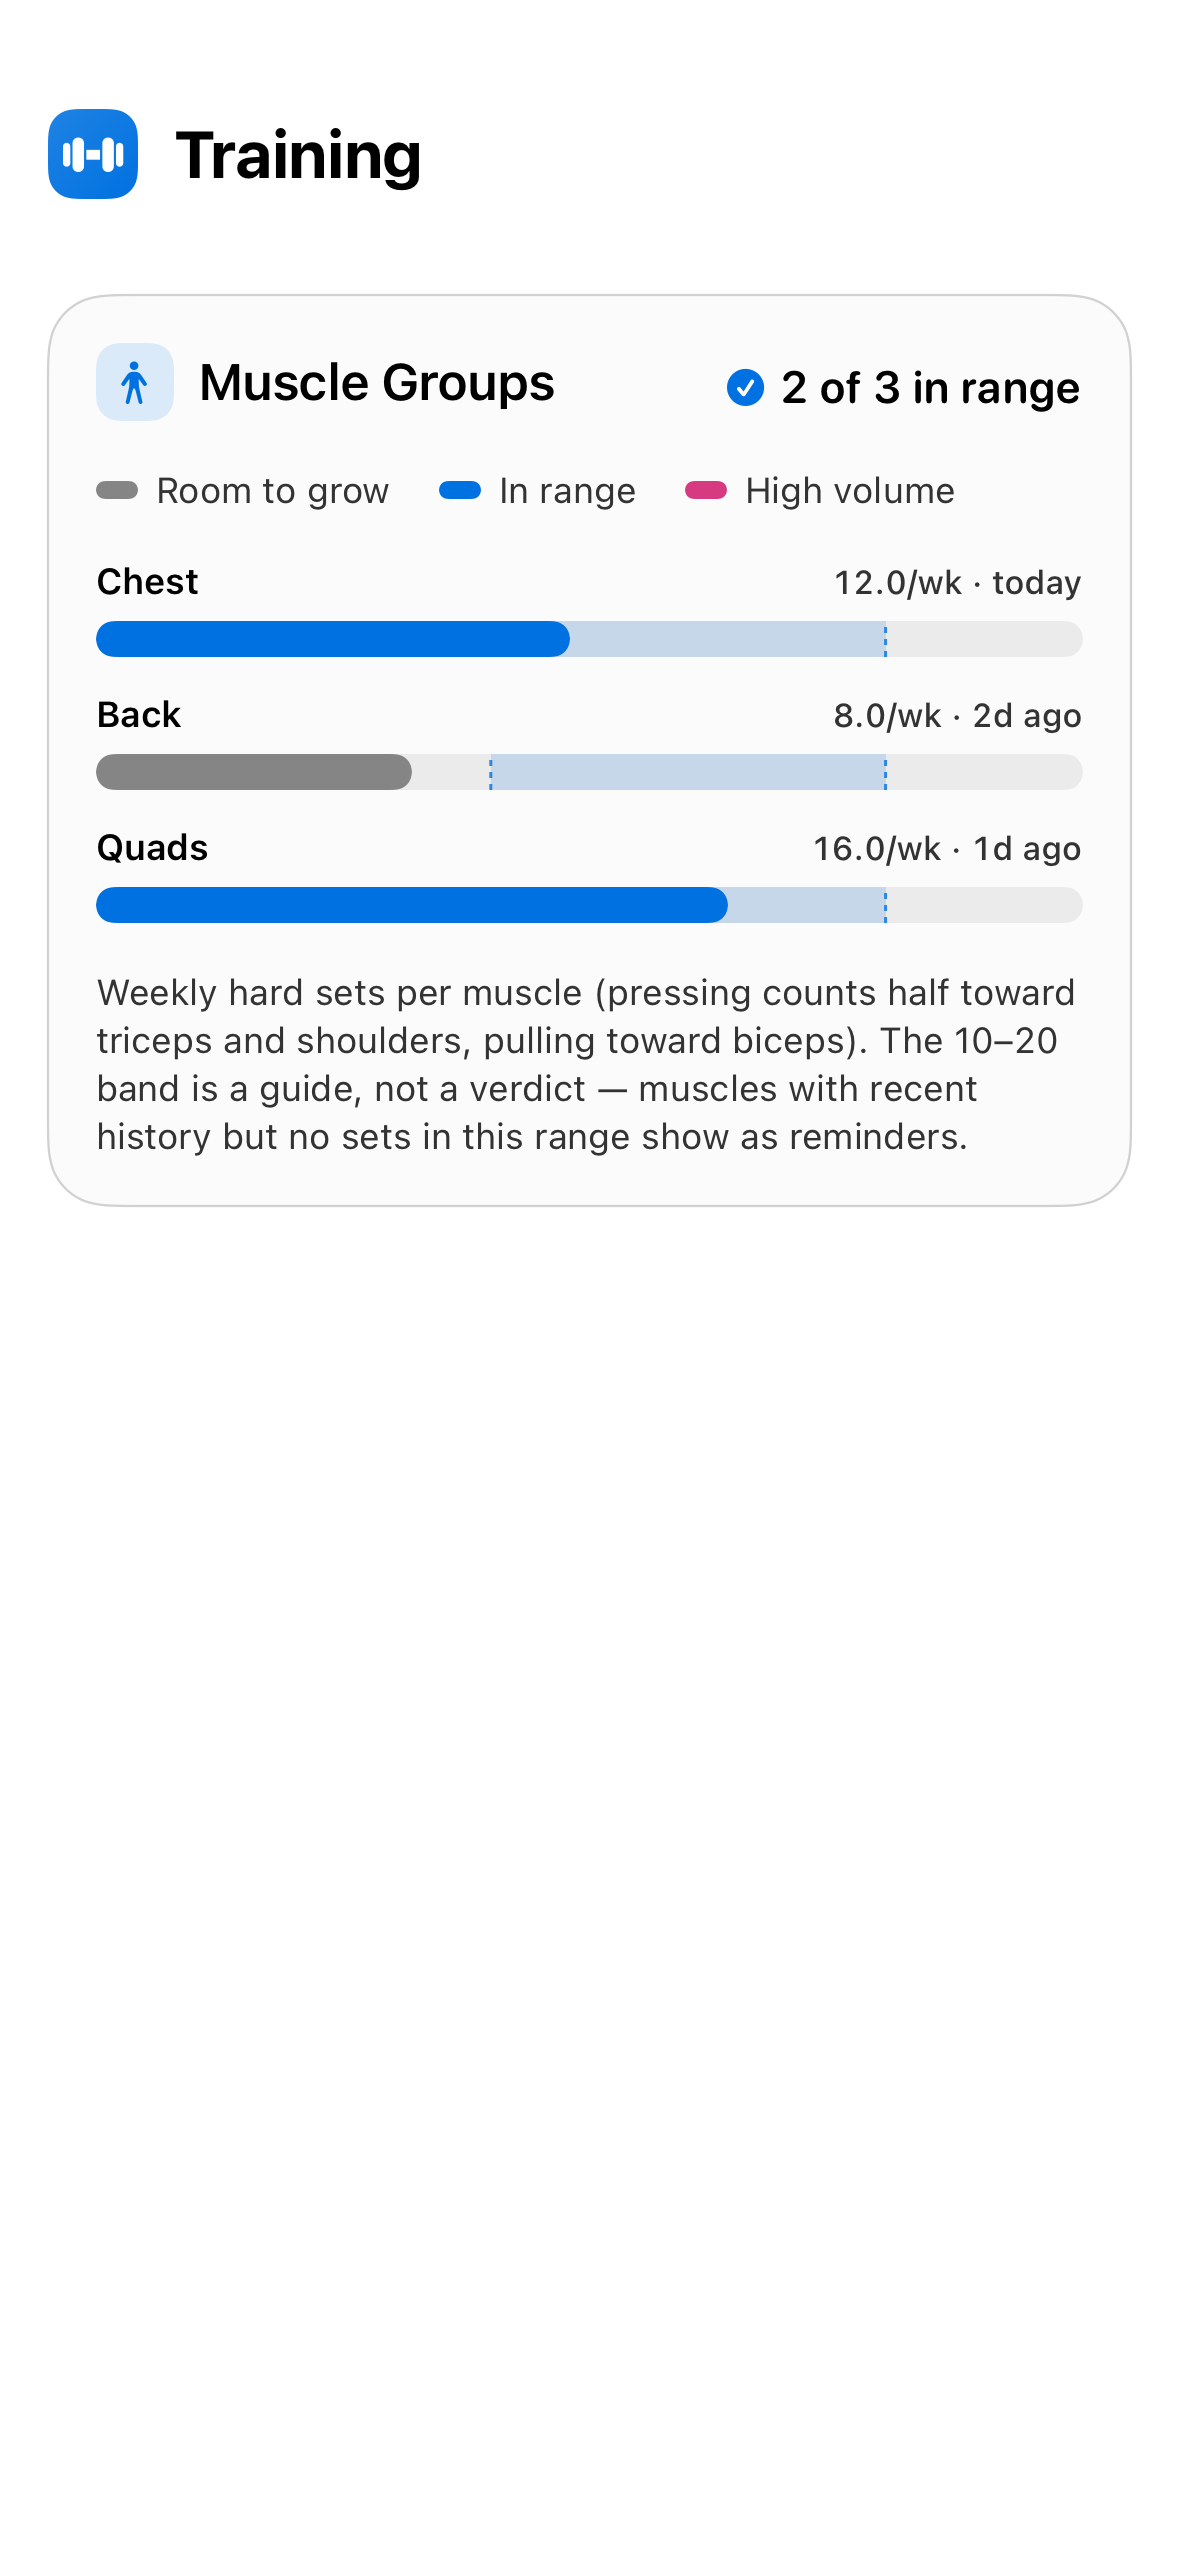 Training
Muscle Groups
2 of 3 in range
Room to grow
In range
High volume
Chest
12.0/wk · today
Back
8.0/wk · 2d ago
Quads
16.0/wk · 1d ago
Weekly hard sets per muscle (pressing counts half toward
triceps and shoulders, pulling toward biceps). The 10–20
band is a guide, not a verdict — muscles with recent
history but no sets in this range show as reminders.